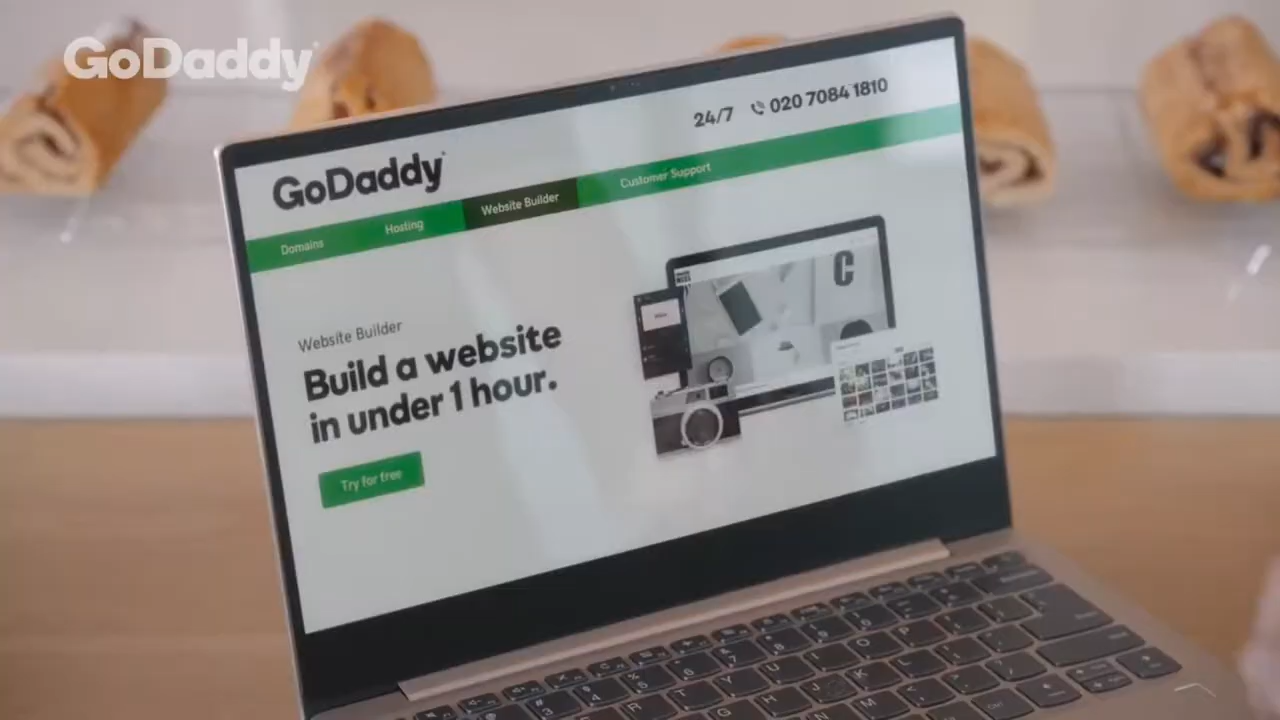 GoDaddy
GoDaddy
24/7 020 7084 1810
Domains Hosting Website Builder Customer Support
Website Builder
Build a website
in under 1 hour.
Try for free
C